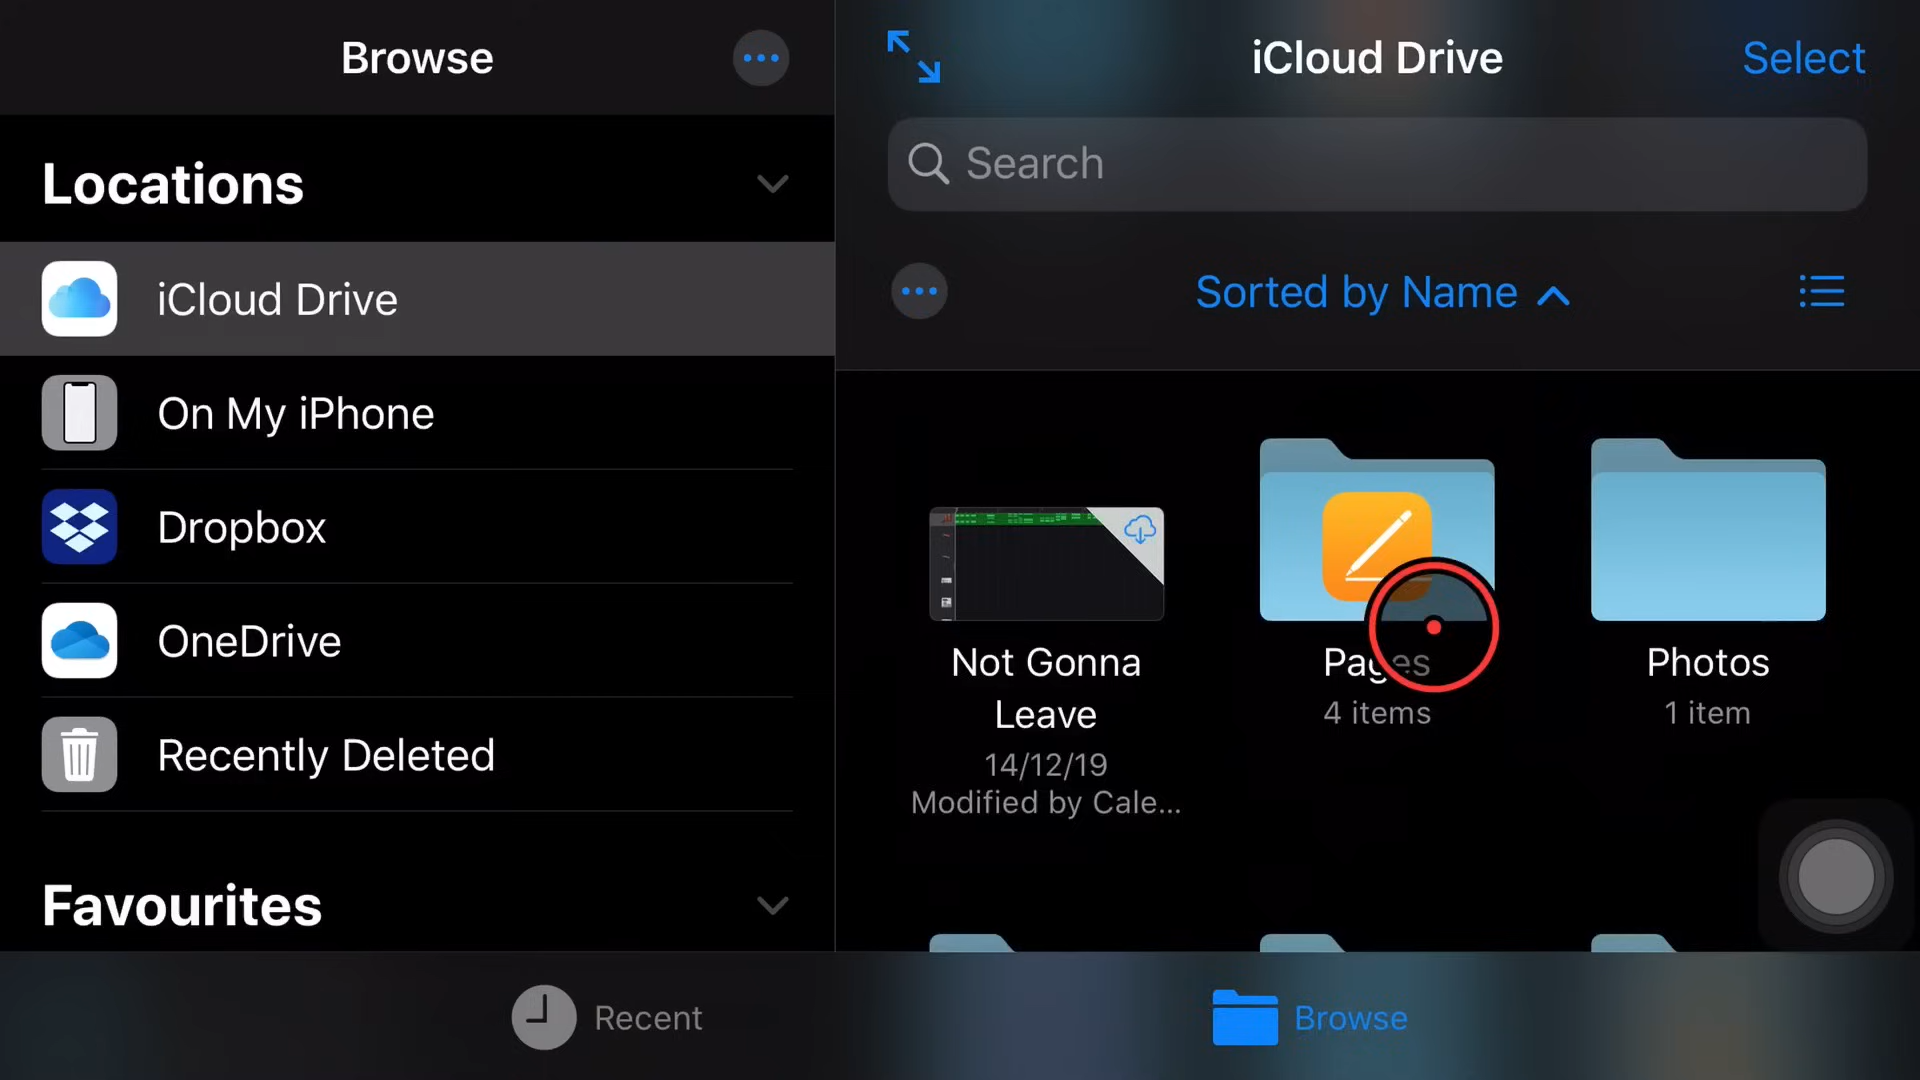 Browse
Locations
iCloud Drive
On My iPhone
Dropbox
OneDrive
Recently Deleted
Favourites
iCloud Drive
Select
Search
Sorted by Name
Not Gonna
Leave
14/12/19
Modified by Cale...
Pages
4 items
Photos
1 item
Recent
Browse